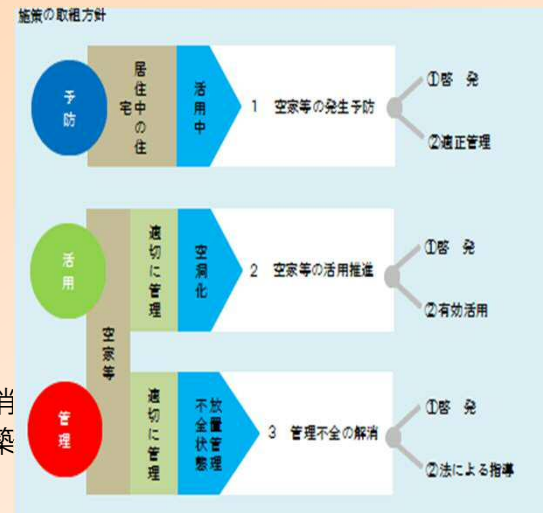 施策の取組方針
予防
居住中の住宅
活用中
1 空家等の発生予防
①啓 発
②適正管理
活用
空家等
適切に管理
空洞化
2 空家等の活用推進
①啓 発
②有効活用
管理
適切に管理
放置管理不全状態
3 管理不全の解消
①啓 発
②法による指導
消
築